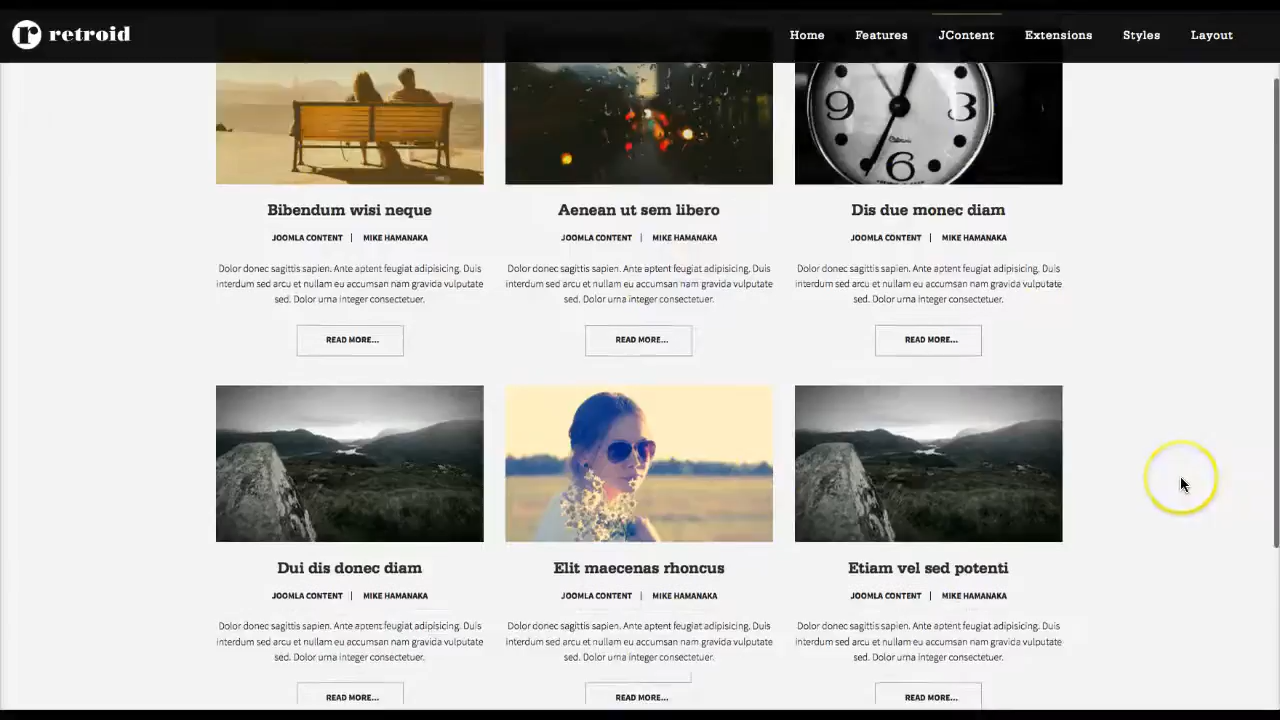 retroid
Home Features JContent Extensions Styles Layout
9 3
6
Bibendum wisi neque
JOOMLA CONTENT | MIKE HAMANAKA
Dolor donec sagittis sapien. Ante aptent feugiat adipisicing. Duis
interdum sed arcu et nullam eu accumsan nam gravida vulputate
sed. Dolor urna integer consectetuer.
READ MORE...
Aenean ut sem libero
JOOMLA CONTENT | MIKE HAMANAKA
Dolor donec sagittis sapien. Ante aptent feugiat adipisicing. Duis
interdum sed arcu et nullam eu accumsan nam gravida vulputate
sed. Dolor urna integer consectetuer.
READ MORE...
Dis due monec diam
JOOMLA CONTENT | MIKE HAMANAKA
Dolor donec sagittis sapien. Ante aptent feugiat adipisicing. Duis
interdum sed arcu et nullam eu accumsan nam gravida vulputate
sed. Dolor urna integer consectetuer.
READ MORE...
Dui dis donec diam
JOOMLA CONTENT | MIKE HAMANAKA
Dolor donec sagittis sapien. Ante aptent feugiat adipisicing. Duis
interdum sed arcu et nullam eu accumsan nam gravida vulputate
sed. Dolor urna integer consectetuer.
READ MORE...
Elit maecenas rhoncus
JOOMLA CONTENT | MIKE HAMANAKA
Dolor donec sagittis sapien. Ante aptent feugiat adipisicing. Duis
interdum sed arcu et nullam eu accumsan nam gravida vulputate
sed. Dolor urna integer consectetuer.
READ MORE...
Etiam vel sed potenti
JOOMLA CONTENT | MIKE HAMANAKA
Dolor donec sagittis sapien. Ante aptent feugiat adipisicing. Duis
interdum sed arcu et nullam eu accumsan nam gravida vulputate
sed. Dolor urna integer consectetuer.
READ MORE...